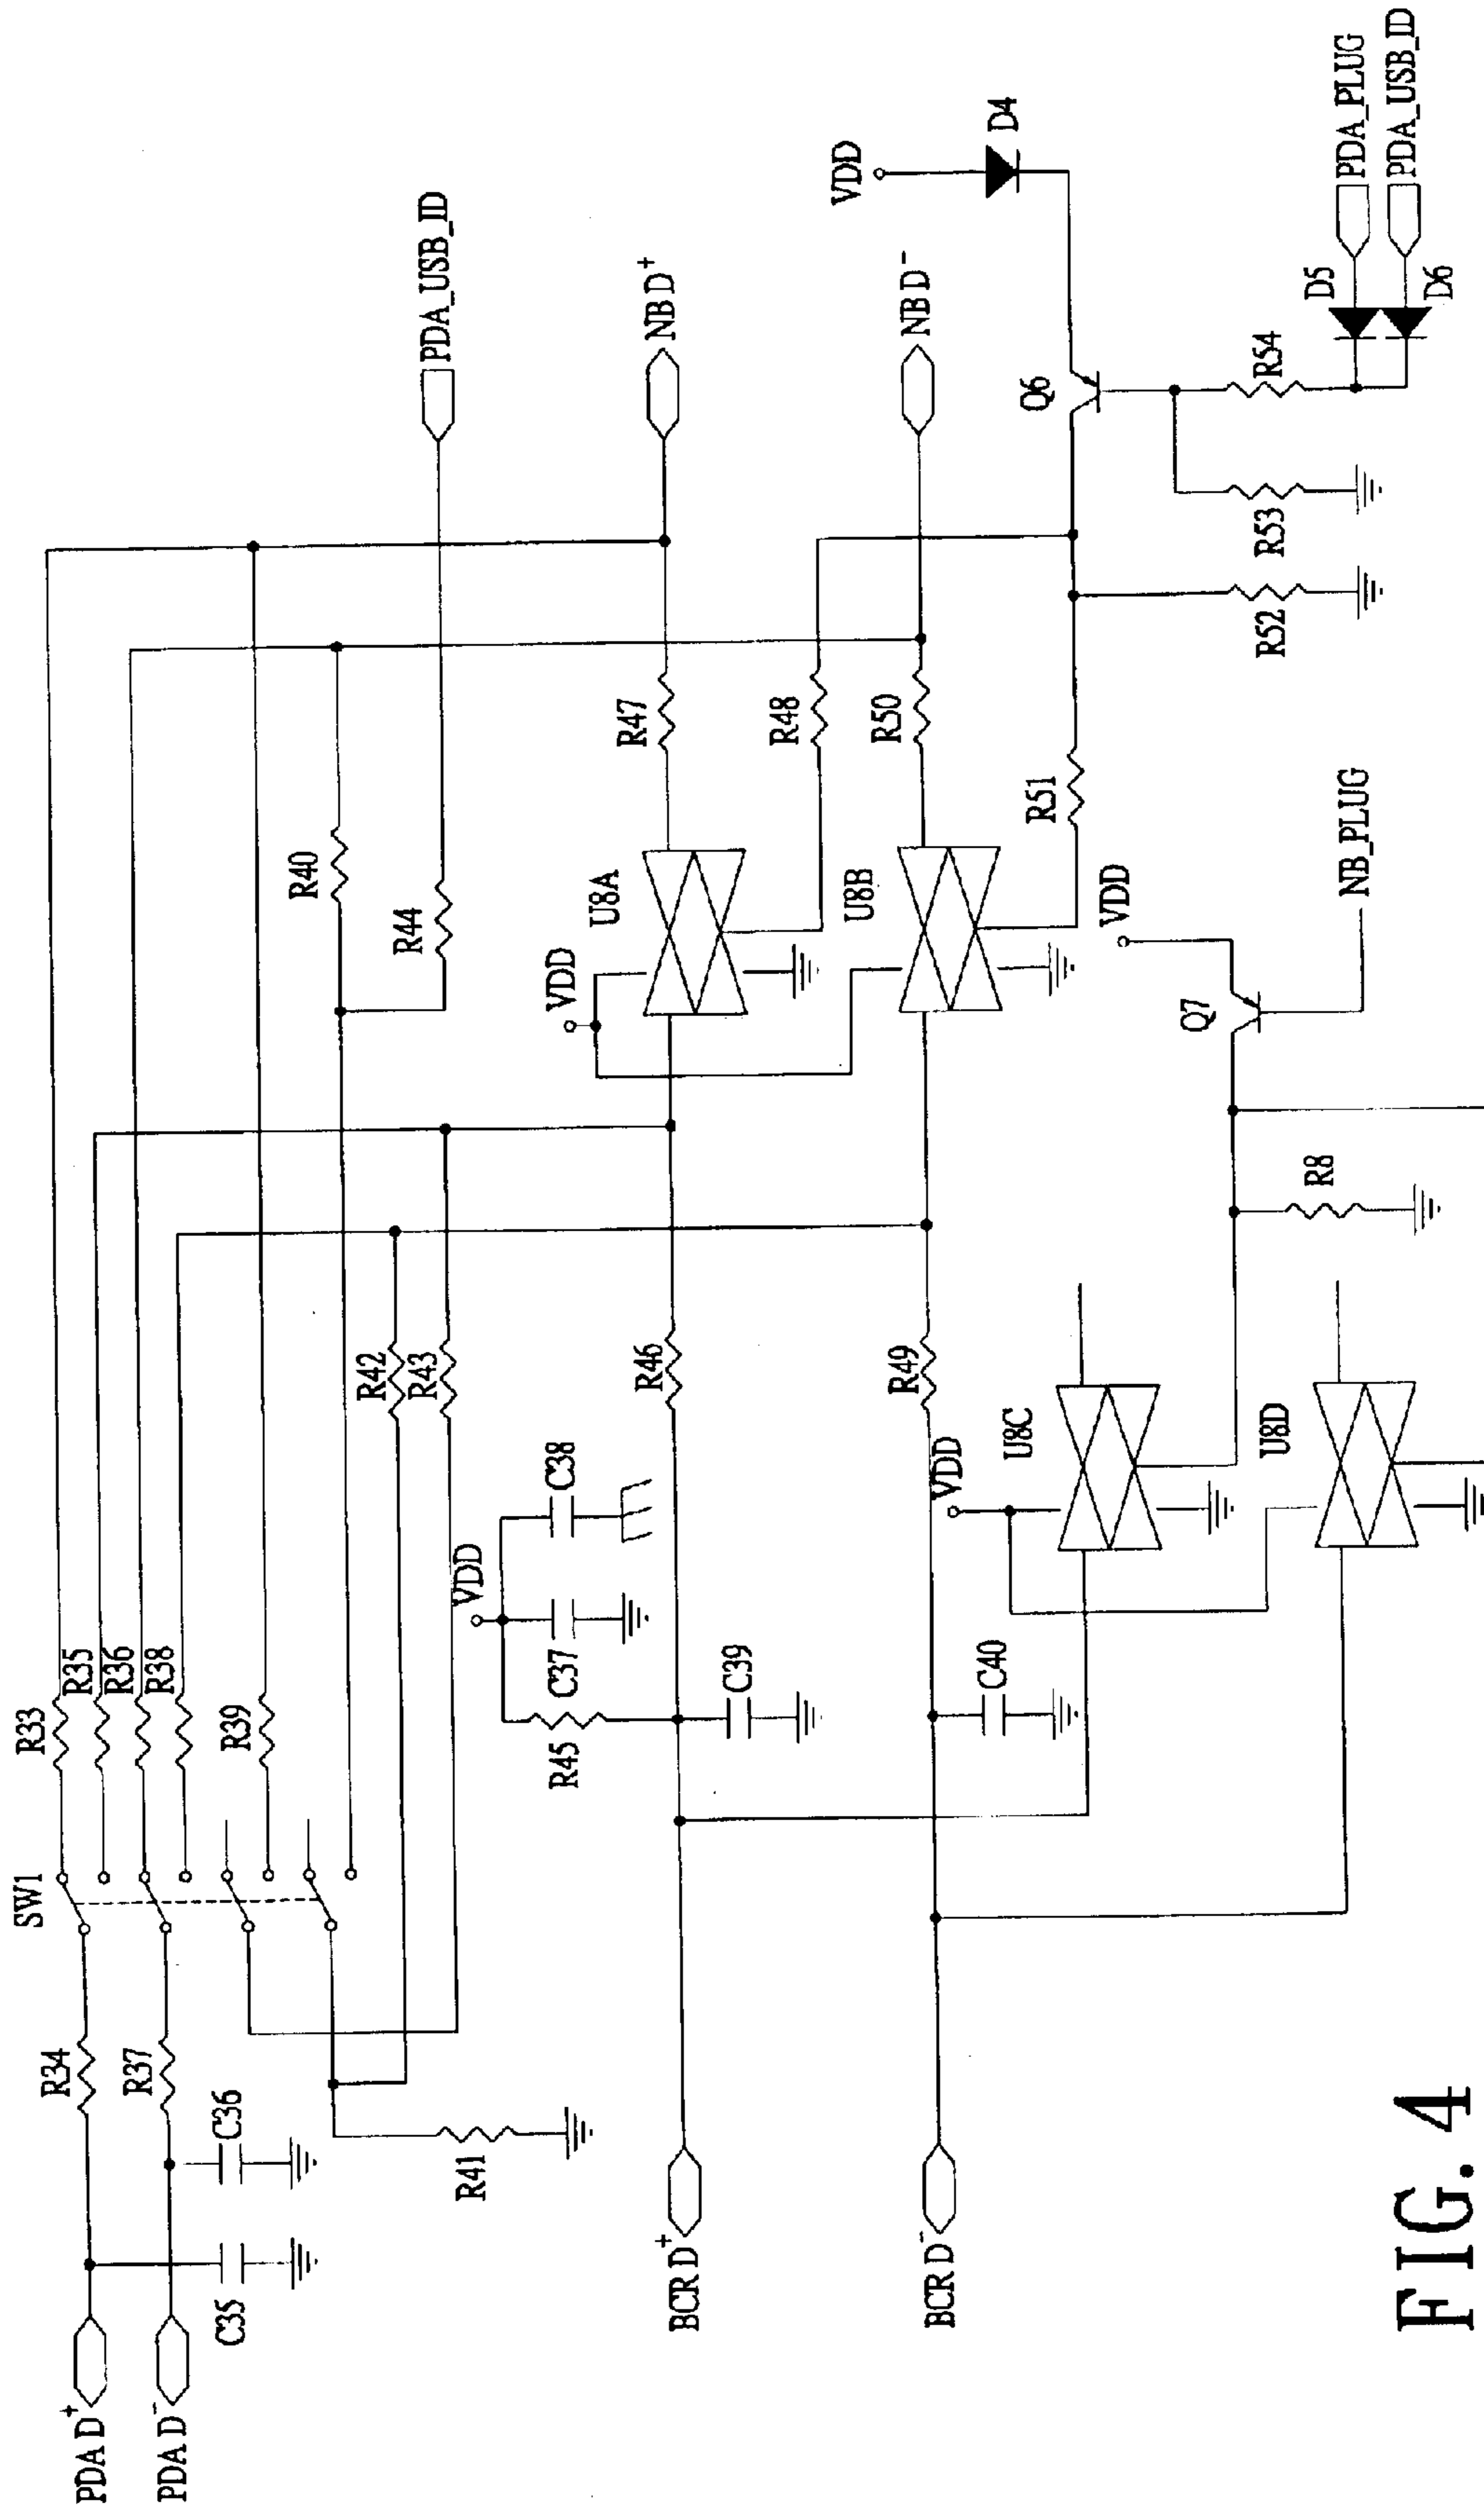 SW1
R33
R35
R36
R38
R39
R34
R37
PDA D+
PDA D-
C35
C36
R41
R42
R43
R40
R44
PDA_USB_ID
VDD
C37
C38
R45
C39
R46
BCR D+
VDD
U8A
R47
NB D+
R48
BCR D-
C40
R49
U8B
R50
NB D-
VDD
D4
R51
Q6
VDD
U8C
U8D
R8
Q7
VDD
NB_PLUG
R52
R53
R54
D5
D6
PDA_PLUG
PDA_USB_ID
FIG. 4